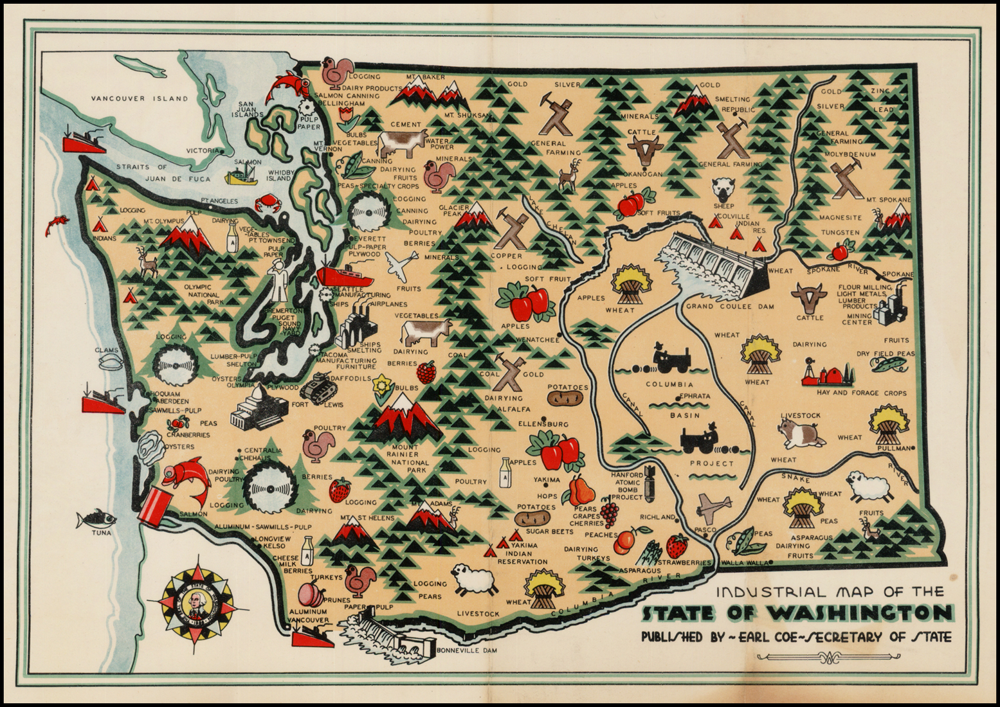 VANCOUVER ISLAND
SAN
JUAN
ISLANDS
VICTORIA
STRAITS OF
JUAN DE FUCA
SALMON
WHIDBY
ISLAND
PT. ANGELES
LOGGING
DAIRY PRODUCTS
SALMON CANNING
BELLINGHAM
PULP
PAPER
MT. BAKER
MT. SHUKSAN
BULBS
CEMENT
MT.
VERNON
VEGETABLES
WATER
POWER
CANNING
DAIRYING
FRUITS
PEAS-SPECIALTY CROPS
MINERALS
LOGGING
CANNING
DAIRYING
POULTRY
BERRIES
MINERALS
GLACIER
PEAK
EVERETT
PULP-PAPER
PLYWOOD
FRUITS
GOLD
SILVER
GENERAL
FARMING
MINERALS
CATTLE
OKANOGAN
APPLES
SOFT FRUITS
GOLD
SMELTING
REPUBLIC
GENERAL FARMING
SHEEP
COLVILLE
INDIAN
RES.
GOLD
SILVER
ZINC
LEAD
GENERAL
FARMING
MOLYBDENUM
MT. SPOKANE
MAGNESITE
TUNGSTEN
LAKE CHELAN
COPPER
LOGGING
SOFT FRUIT
LOGGING
INDIANS
MT. OLYMPUS
PULP
DAIRYING
VEGE-
-TABLES
PT. TOWNSEND
PULP
PAPER
OLYMPIC
NATIONAL
PARK
BREMERTON
PUGET
SOUND
NAVY
-YARD
SEATTLE
MANUFACTURING
SHIPS
AIRPLANES
VEGETABLES
SHIPS
SMELTING
TACOMA
MANUFACTURING
FURNITURE
DAIRYING
BERRIES
COAL
LOGGING
LUMBER-PULP
SHELTON
OYSTERS
OLYMPIA
PLYWOOD
DAFFODILS
FORT
LEWIS
BULBS
CLAMS
HOQUIAM
ABERDEEN
SAWMILLS-PULP
PEAS
CRANBERRIES
OYSTERS
CENTRALIA
CHEHALIS
DAIRYING
POULTRY
LOGGING
SALMON
TUNA
POULTRY
BERRIES
LOGGING
DAIRYING
MOUNT
RAINIER
NATIONAL
PARK
MT. ST. HELENS
MT. ADAMS
ALUMINUM-SAWMILLS-PULP
LONGVIEW
KELSO
CHEESE
MILK
BERRIES
TURKEYS
PRUNES
ALUMINUM
VANCOUVER
PAPER
PULP
BONNEVILLE DAM
LOGGING
PEARS
LIVESTOCK
WHEAT
COLUMBIA
RIVER
APPLES
WENATCHEE
COAL
GOLD
DAIRYING
ALFALFA
POTATOES
ELLENSBURG
LOGGING
APPLES
POULTRY
YAKIMA
HOPS
POTATOES
SUGAR BEETS
YAKIMA
INDIAN
RESERVATION
PEARS
GRAPES
CHERRIES
PEACHES
DAIRYING
TURKEYS
ASPARAGUS
STRAWBERRIES
HANFORD
ATOMIC
BOMB
PROJECT
RICHLAND
PASCO
APPLES
WHEAT
GRAND COULEE DAM
WHEAT
SPOKANE RIVER
SPOKANE
FLOUR MILLING,
LIGHT METALS,
LUMBER
PRODUCTS
MINING
CENTER
CATTLE
WHEAT
DAIRYING
FRUITS
DRY FIELD PEAS
WHEAT
HAY AND FORAGE CROPS
COLUMBIA
EPHRATA
BASIN
PROJECT
CANAL
CANAL
LIVESTOCK
WHEAT
PULLMAN
WHEAT
SNAKE
RIVER
WHEAT
WHEAT
PEAS
FRUITS
PEAS
ASPARAGUS
DAIRYING
FRUITS
WALLA WALLA
THE SEAL OF THE STATE OF WASHINGTON
1889
INDUSTRIAL MAP OF THE
STATE OF WASHINGTON
PUBLISHED BY ~ EARL COE ~ SECRETARY OF STATE